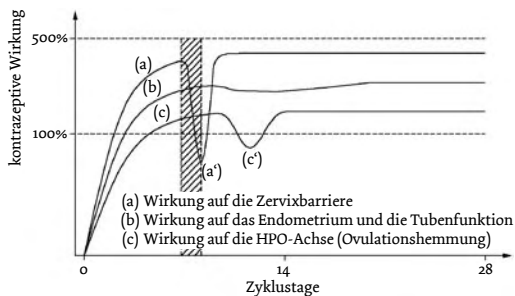 kontrazeptive Wirkung
500%
100%
(a)
(b)
(c)
(a‘)
(c‘)
(a) Wirkung auf die Zervixbarriere
(b) Wirkung auf das Endometrium und die Tubenfunktion
(c) Wirkung auf die HPO-Achse (Ovulationshemmung)
0 14 28
Zyklustage